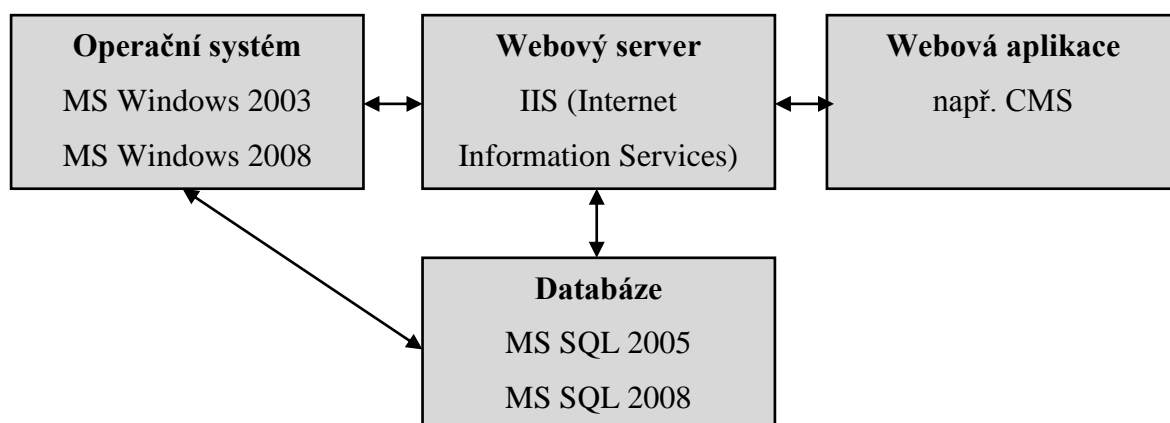 Operační systém
MS Windows 2003
MS Windows 2008
Webový server
IIS (Internet
Information Services)
Webová aplikace
např. CMS
Databáze
MS SQL 2005
MS SQL 2008